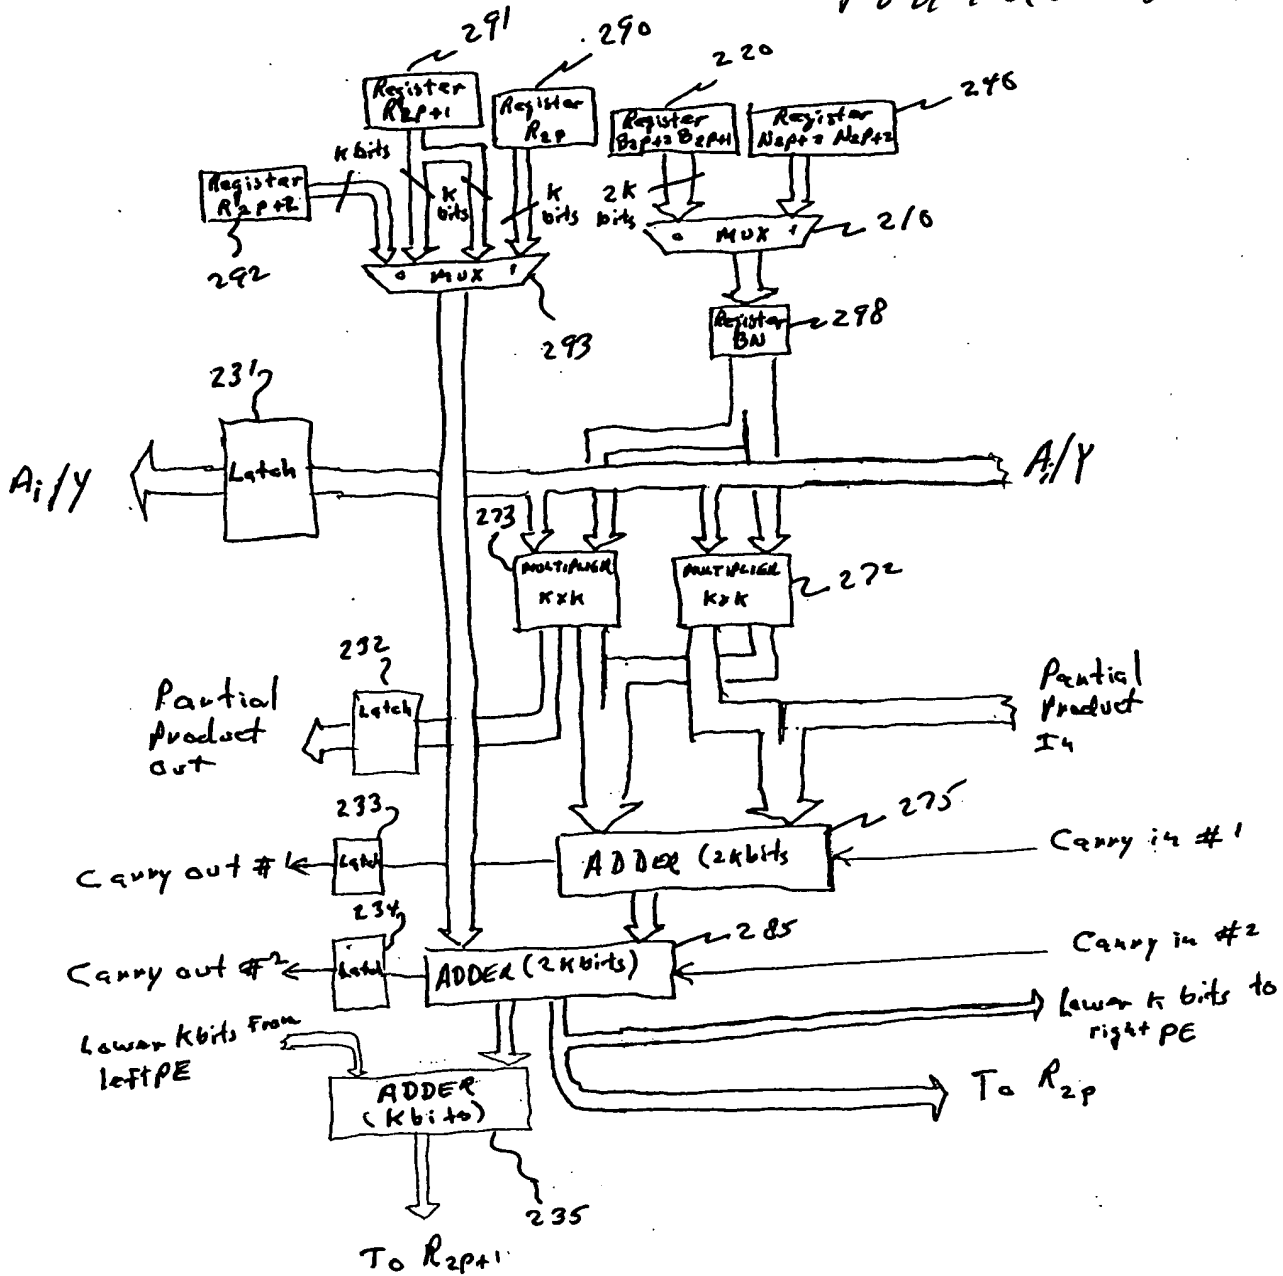 291
290
220
246
Register
R2p+1
Register
R2p
Register
B2p+2 B2p+1
Register
N2p+3 N2p+2
K bits
Register
R2p+2
K
bits
K
bits
2K
bits
292
0 MUX 1
0 MUX 1
210
293
Register
BN
298
231
Ai/Y
Latch
Ai/Y
273
MULTIPLIER
KxK
MULTIPLIER
KxK
272
232
Partial
Product
out
Latch
Partial
Product
In
233
275
Carry out #1
Latch
ADDER (2K bits
Carry in #1
234
285
Carry out #2
Latch
ADDER (2K bits)
Carry in #2
Lower K bits From
left PE
Lower K bits to
right PE
ADDER
(K bits)
To R2p
235
To R2p+1